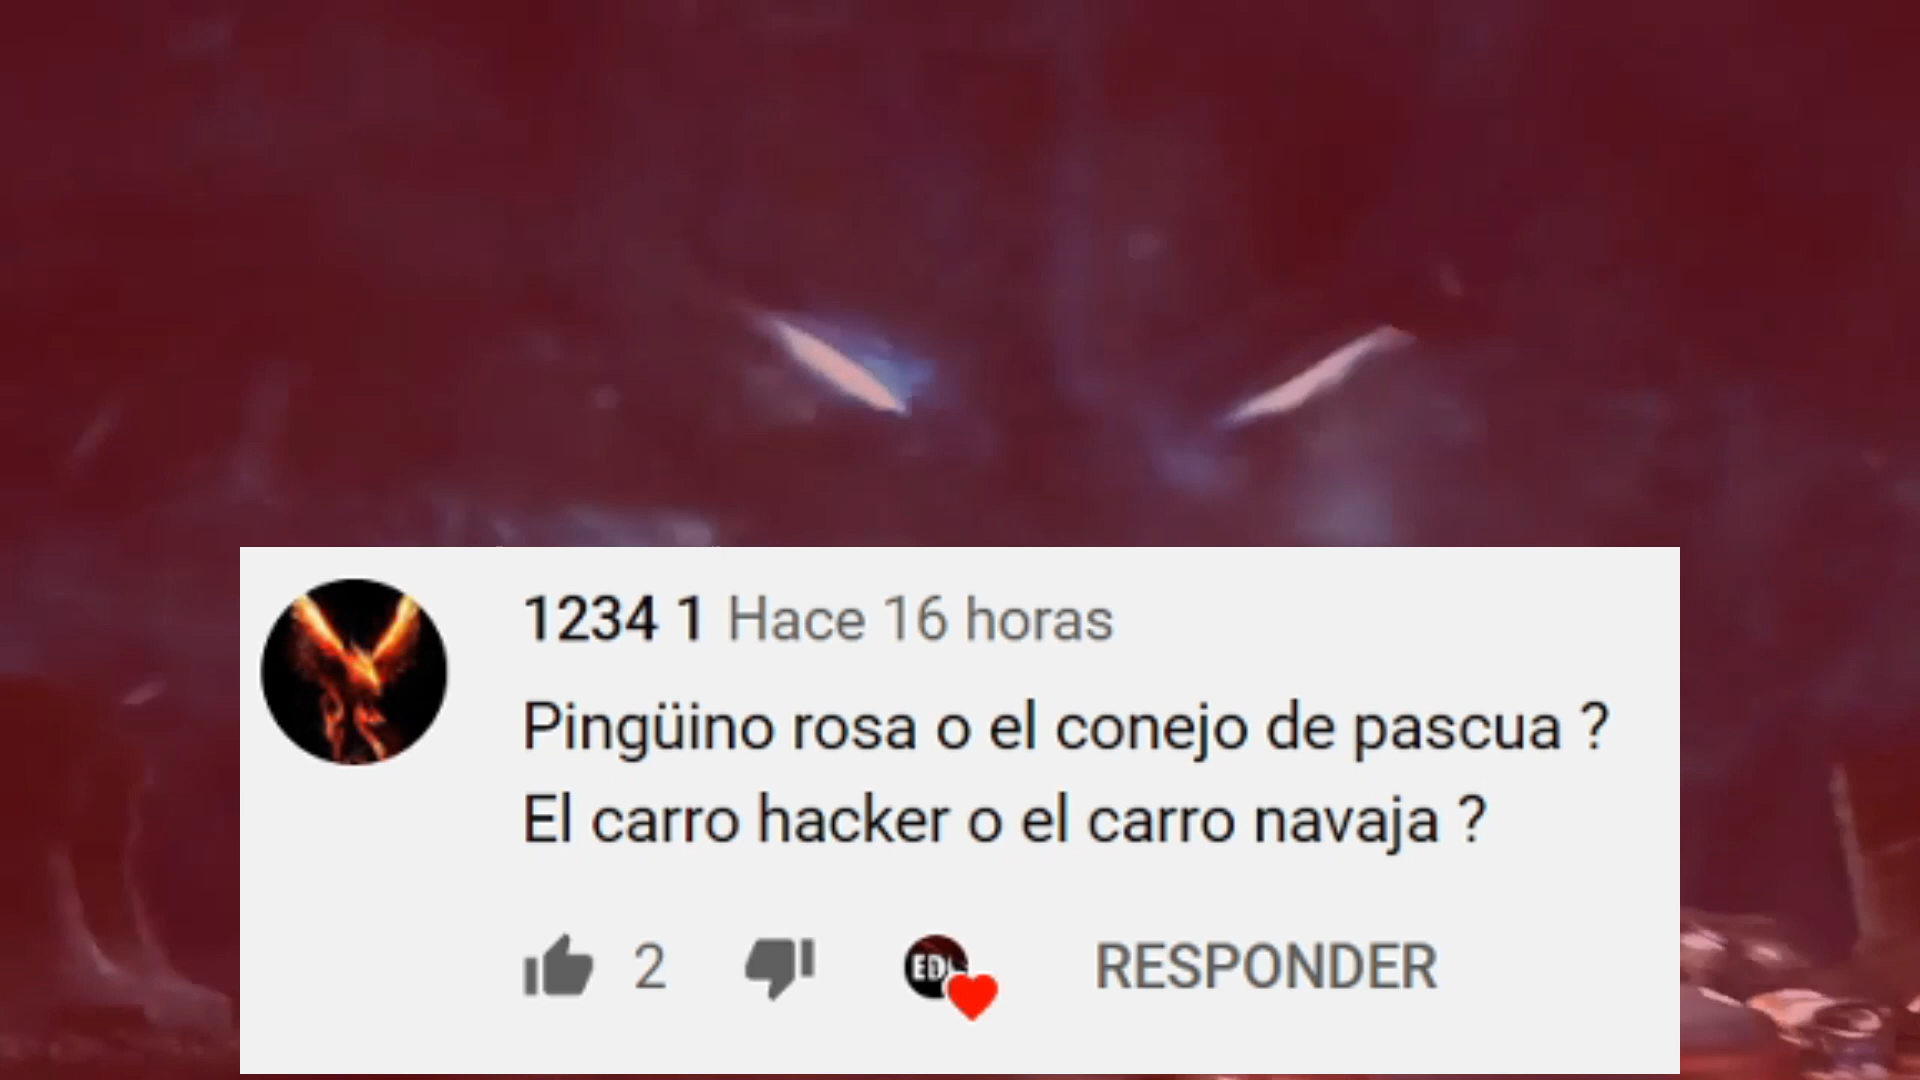 1234 1 Hace 16 horas
Pingüino rosa o el conejo de pascua ?
El carro hacker o el carro navaja ?
2 RESPONDER